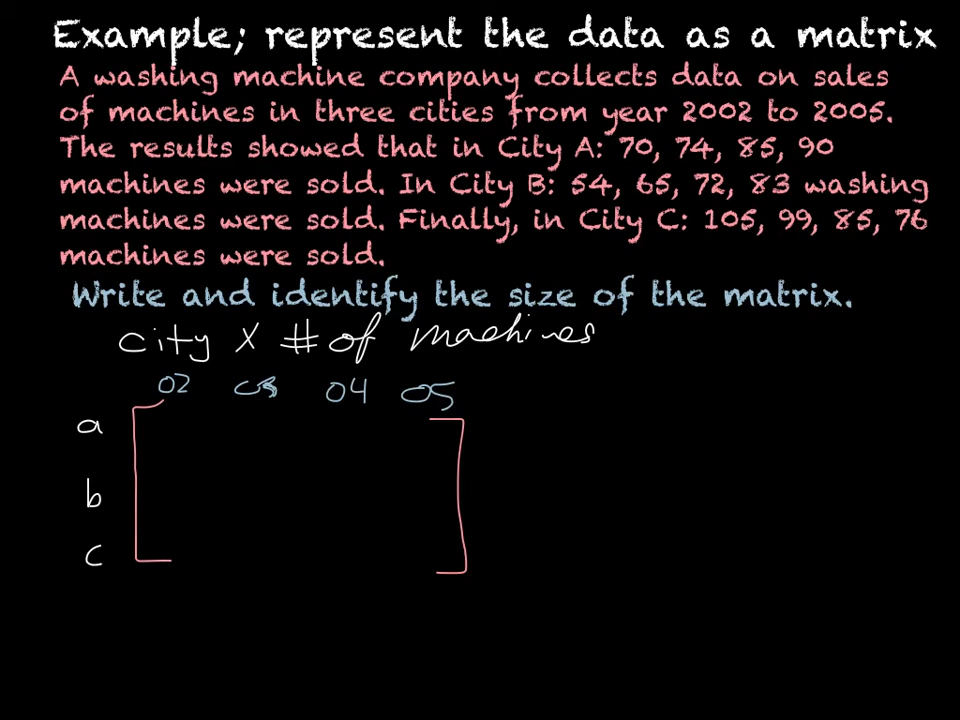 Example; represent the data as a matrix
A washing machine company collects data on sales
of machines in three cities from year 2002 to 2005.
The results showed that in City A: 70, 74, 85, 90
machines were sold. In City B: 54, 65, 72, 83 washing
machines were sold. Finally, in City C: 105, 99, 85, 76
machines were sold.
Write and identify the size of the matrix.
city X # of machines
02 03 04 05
a
b
c